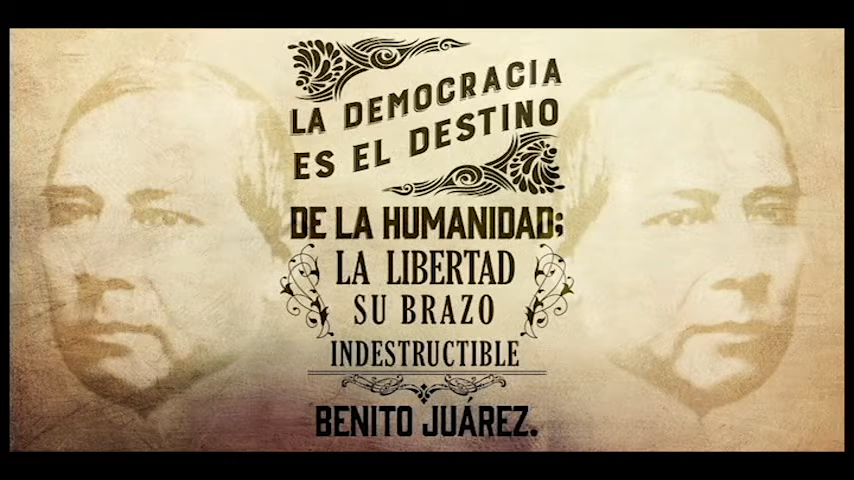 LA DEMOCRACIA
ES EL DESTINO
DE LA HUMANIDAD;
LA LIBERTAD
SU BRAZO
INDESTRUCTIBLE
BENITO JUÁREZ.